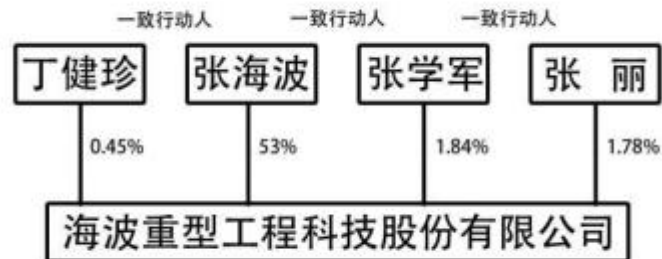 一致行动人 一致行动人 一致行动人
丁健珍 张海波 张学军 张 丽
0.45% 53% 1.84% 1.78%
海波重型工程科技股份有限公司